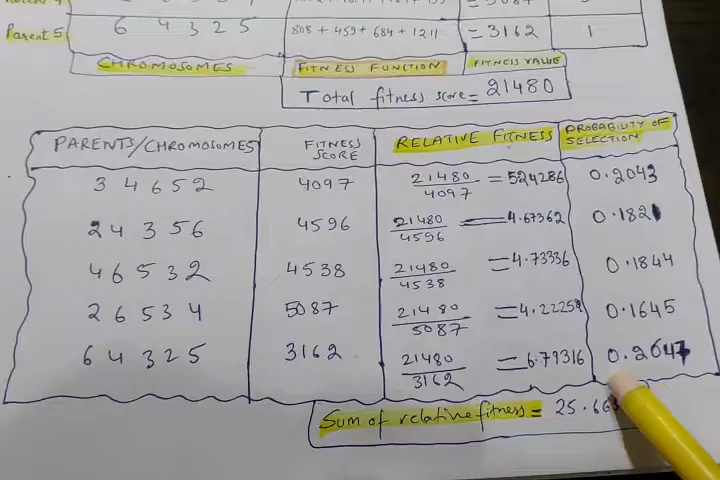 Parent 5 6 4 3 2 5 808 + 459 + 684 + 1211 = 3162 1
CHROMOSOMES FITNESS FUNCTION FITNESS VALUE
Total fitness score = 21480
PARENTS/CHROMOSOMES FITNESS SCORE RELATIVE FITNESS PROBABILITY OF SELECTION
3 4 6 5 2 4097 21480/4097 = 524286 0.2043
2 4 3 5 6 4596 21480/4596 = 4.67362 0.1821
4 6 5 3 2 4538 21480/4538 = 4.73336 0.1844
2 6 5 3 4 5087 21480/5087 = 4.22252 0.1645
6 4 3 2 5 3162 21480/3162 = 6.79316 0.2647
Sum of relative fitness = 25.66